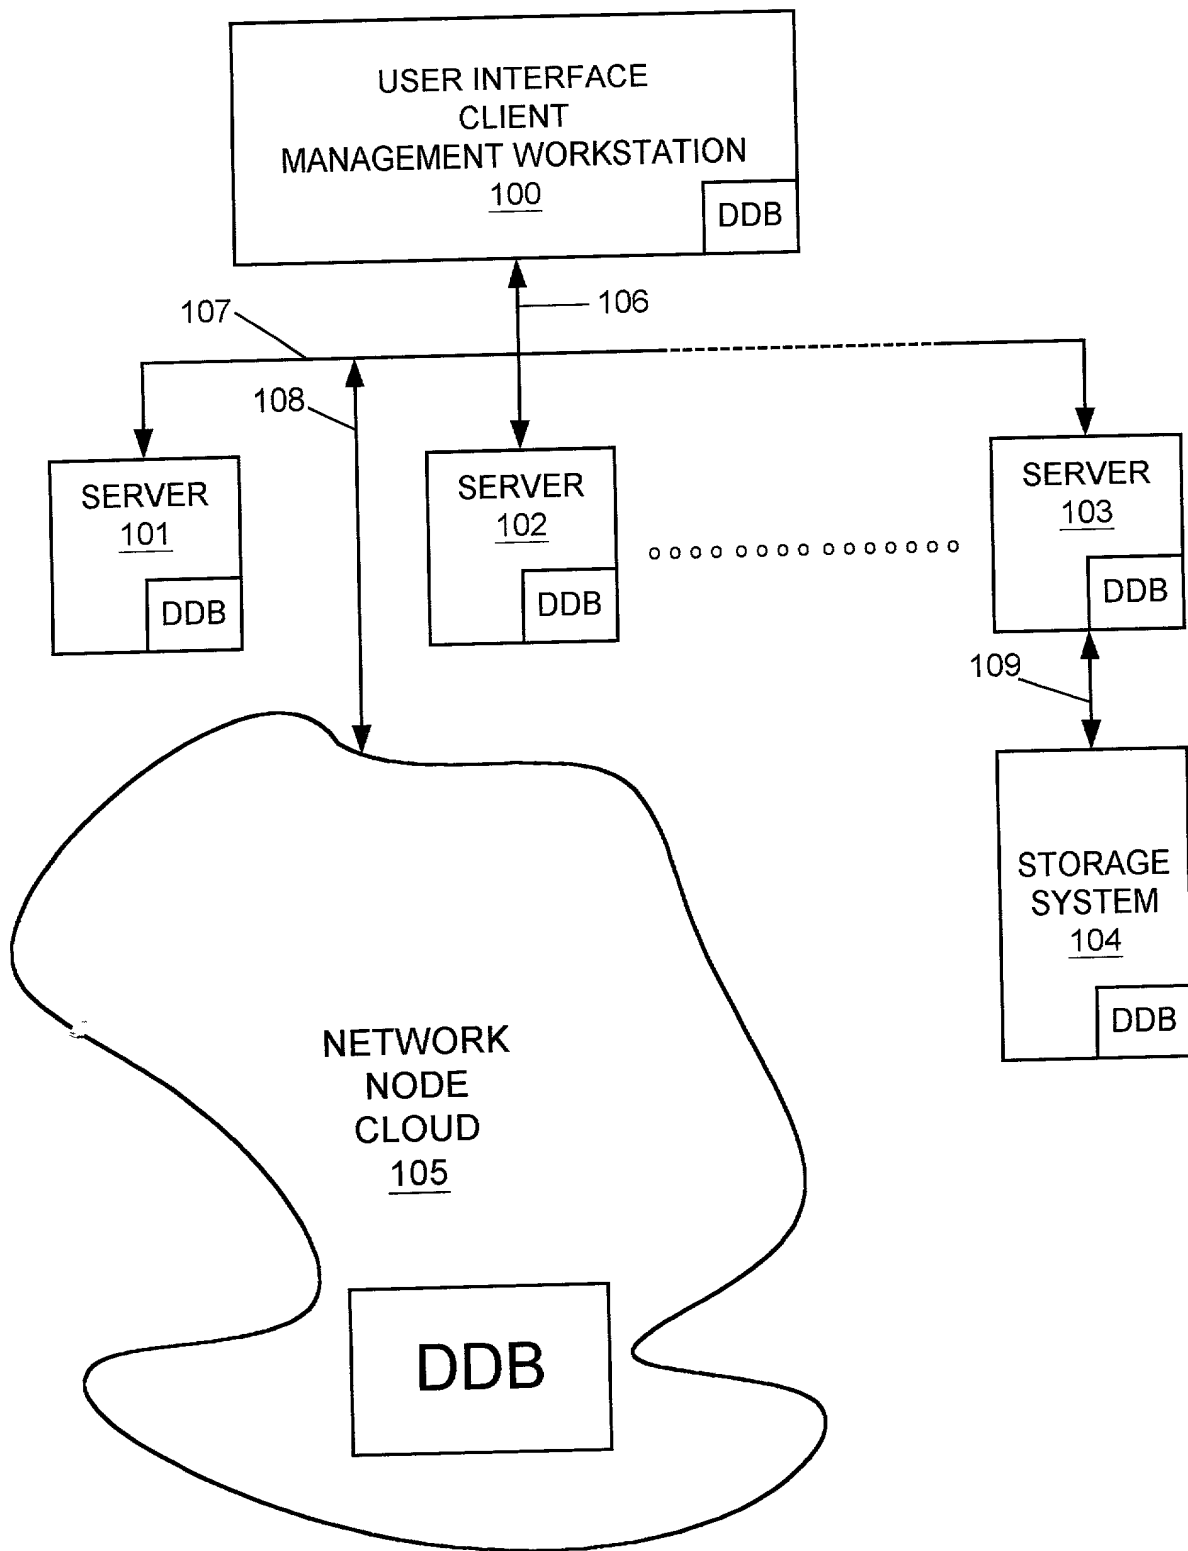 USER INTERFACE
CLIENT
MANAGEMENT WORKSTATION
100
DDB
106
107
108
SERVER
101
DDB
SERVER
102
DDB
SERVER
103
DDB
109
STORAGE
SYSTEM
104
DDB
NETWORK
NODE
CLOUD
105
DDB